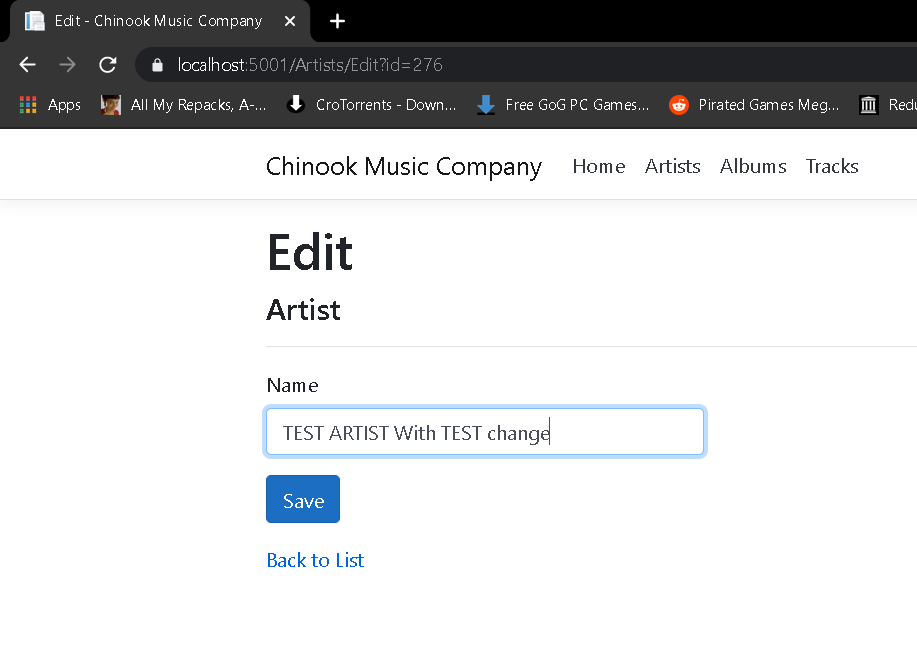 Edit - Chinook Music Company
localhost:5001/Artists/Edit?id=276
Apps All My Repacks, A-... CroTorrents - Down... Free GoG PC Games... Pirated Games Meg...
Chinook Music Company Home Artists Albums Tracks
Edit
Artist
Name
TEST ARTIST With TEST change
Save
Back to List